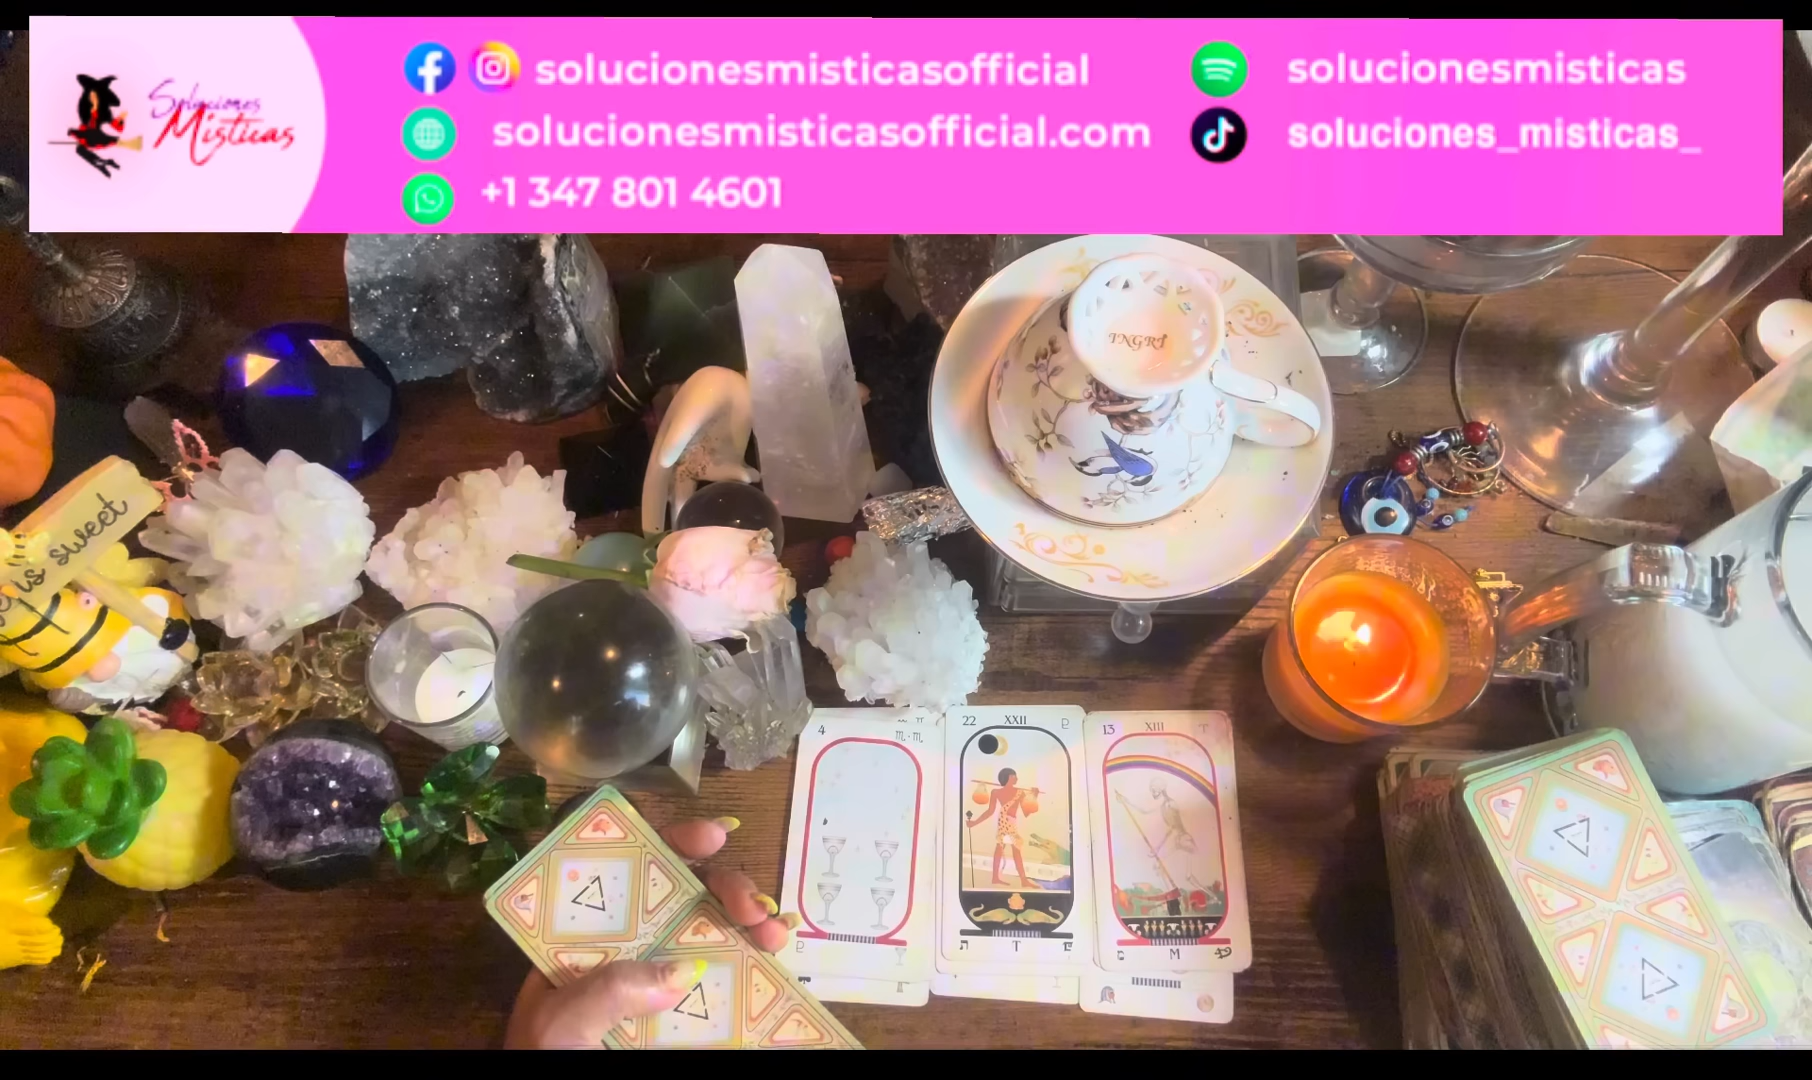 Soluciones
Misticas
solucionesmisticasofficial
solucionesmisticasofficial.com
+1 347 801 4601
solucionesmisticas
soluciones_misticas_
INGRI
is sweet
4
22 XXII
13 XIII
ת T
M